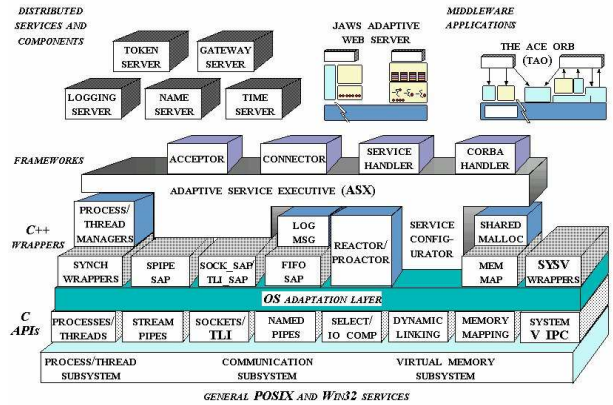 DISTRIBUTED
SERVICES AND
COMPONENTS
TOKEN
SERVER
GATEWAY
SERVER
LOGGING
SERVER
NAME
SERVER
TIME
SERVER
JAWS ADAPTIVE
WEB SERVER
MIDDLEWARE
APPLICATIONS
THE ACE ORB
(TAO)
FRAMEWORKS
ACCEPTOR
CONNECTOR
SERVICE
HANDLER
CORBA
HANDLER
ADAPTIVE SERVICE EXECUTIVE (ASX)
C++
WRAPPERS
PROCESS/
THREAD
MANAGERS
LOG
MSG
REACTOR/
PROACTOR
SERVICE
CONFIG-
URATOR
SHARED
MALLOC
SYNCH
WRAPPERS
SPIPE
SAP
SOCK_SAP/
TLI_SAP
FIFO
SAP
MEM
MAP
SYSV
WRAPPERS
OS ADAPTATION LAYER
C
APIS
PROCESSES/
THREADS
STREAM
PIPES
SOCKETS/
TLI
NAMED
PIPES
SELECT/
IO COMP
DYNAMIC
LINKING
MEMORY
MAPPING
SYSTEM
V IPC
PROCESS/THREAD
SUBSYSTEM
COMMUNICATION
SUBSYSTEM
VIRTUAL MEMORY
SUBSYSTEM
GENERAL POSIX AND WIN32 SERVICES